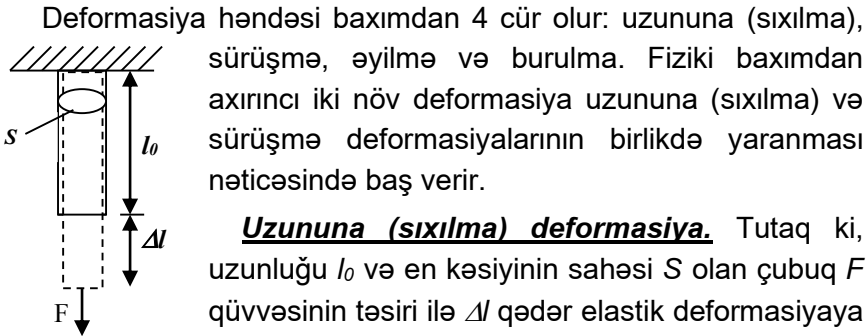 Deformasiya həndəsi baxımdan 4 cür olur: uzununa (sıxılma),
sürüşmə, əyilmə və burulma. Fiziki baxımdan
axırıncı iki növ deformasiya uzununa (sıxılma) və
sürüşmə deformasiyalarının birlikdə yaranması
nəticəsində baş verir.
Uzununa (sıxılma) deformasiya. Tutaq ki,
uzunluğu l₀ və en kəsiyinin sahəsi S olan çubuq F
qüvvəsinin təsiri ilə Δl qədər elastik deformasiyaya
S
l₀
Δl
F